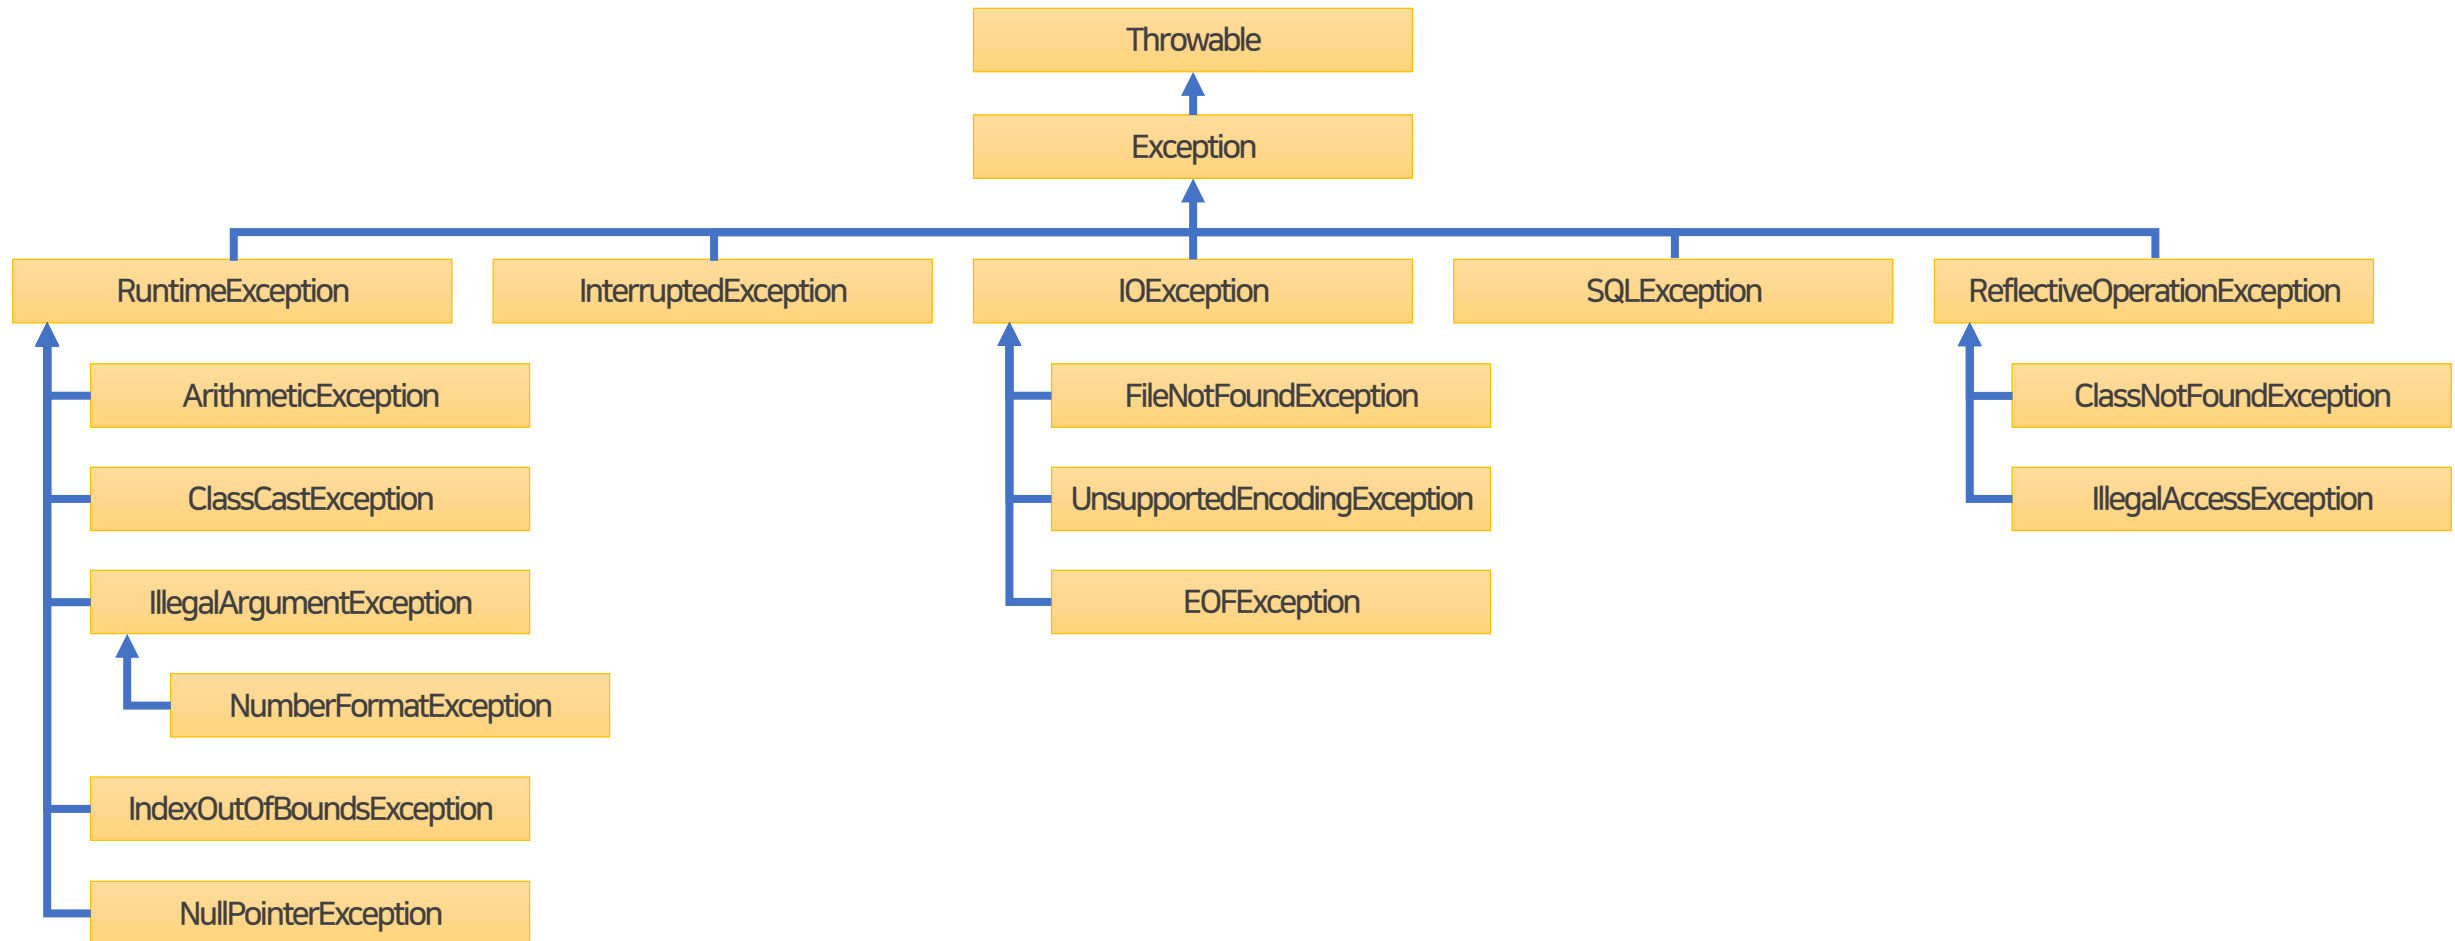 Throwable
Exception
RuntimeException
InterruptedException
IOException
SQLException
ReflectiveOperationException
ArithmeticException
ClassCastException
IllegalArgumentException
NumberFormatException
IndexOutOfBoundsException
NullPointerException
FileNotFoundException
UnsupportedEncodingException
EOFException
ClassNotFoundException
IllegalAccessException